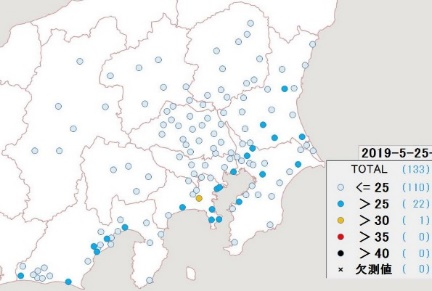 2019-5-25-
TOTAL (133)
<= 25 (110)
> 25 ( 22)
> 30 ( 1)
> 35 ( 0)
> 40 ( 0)
× 欠測値 ( 0)